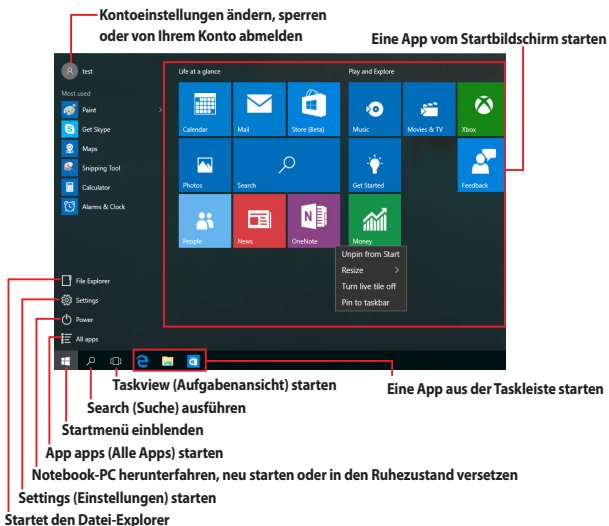 Kontoeinstellungen ändern, sperren
oder von Ihrem Konto abmelden
Eine App vom Startbildschirm starten
test
Life at a glance
Play and Explore
Most used
Paint
Get Skype
Maps
Snipping Tool
Calculator
Alarms & Clock
Calendar
Mail
Store (Beta)
Music
Movies & TV
Xbox
Photos
Search
Get Started
Feedback
People
News
OneNote
Money
Unpin from Start
Resize
Turn live tile off
Pin to taskbar
File Explorer
Settings
Power
All apps
Taskview (Aufgabenansicht) starten
Eine App aus der Taskleiste starten
Search (Suche) ausführen
Startmenü einblenden
App apps (Alle Apps) starten
Notebook-PC herunterfahren, neu starten oder in den Ruhezustand versetzen
Settings (Einstellungen) starten
Startet den Datei-Explorer